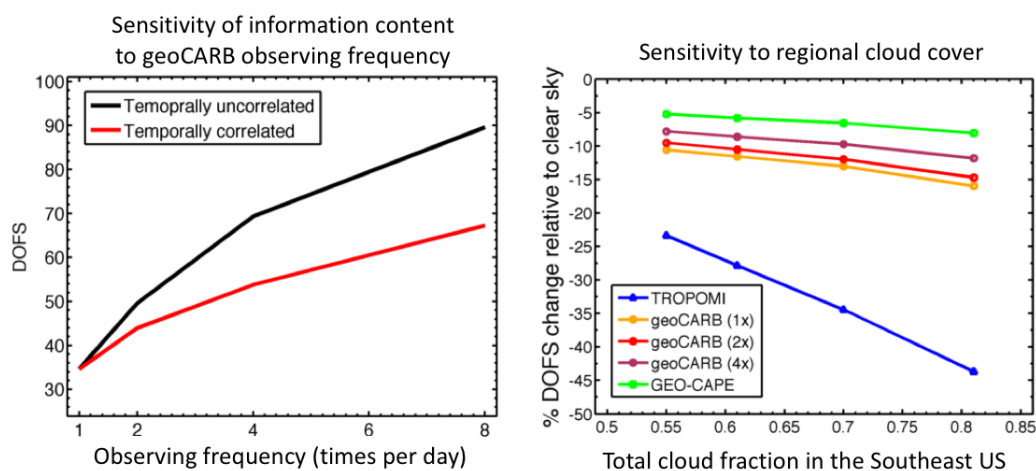 Sensitivity of information content
to geoCARB observing frequency
100
90
80
70
60
50
40
30
DOFS
Temoprally uncorrelated
Temporally correlated
1 2 4 6 8
Observing frequency (times per day)
Sensitivity to regional cloud cover
0
-5
-10
-15
-20
-25
-30
-35
-40
-45
-50
% DOFS change relative to clear sky
TROPOMI
geoCARB (1x)
geoCARB (2x)
geoCARB (4x)
GEO-CAPE
0.5 0.55 0.6 0.65 0.7 0.75 0.8 0.85
Total cloud fraction in the Southeast US